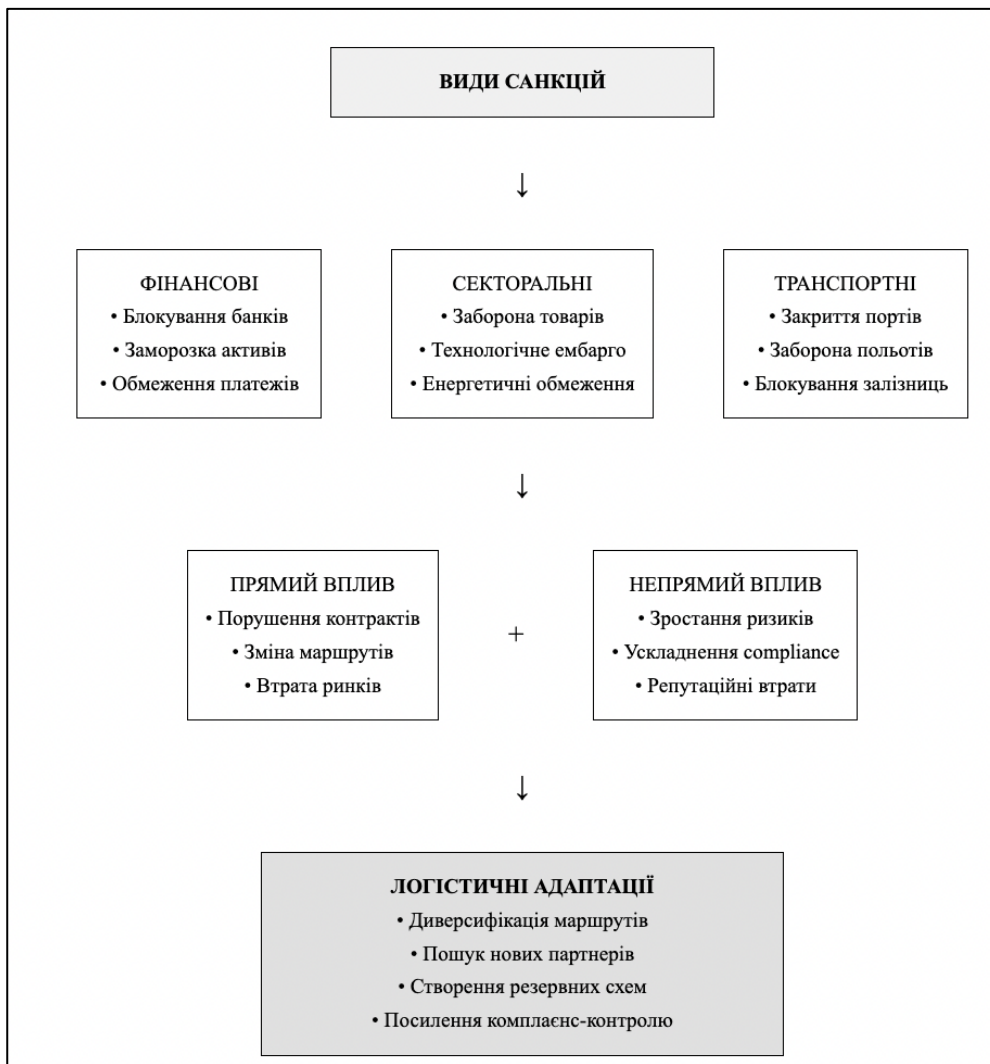 ВИДИ САНКЦІЙ
↓
ФІНАНСОВІ
• Блокування банків
• Заморозка активів
• Обмеження платежів
СЕКТОРАЛЬНІ
• Заборона товарів
• Технологічне ембарго
• Енергетичні обмеження
ТРАНСПОРТНІ
• Закриття портів
• Заборона польотів
• Блокування залізниць
↓
ПРЯМИЙ ВПЛИВ
• Порушення контрактів
• Зміна маршрутів
• Втрата ринків
+
НЕПРЯМИЙ ВПЛИВ
• Зростання ризиків
• Ускладнення compliance
• Репутаційні втрати
↓
ЛОГІСТИЧНІ АДАПТАЦІЇ
• Диверсифікація маршрутів
• Пошук нових партнерів
• Створення резервних схем
• Посилення комплаєнс-контролю